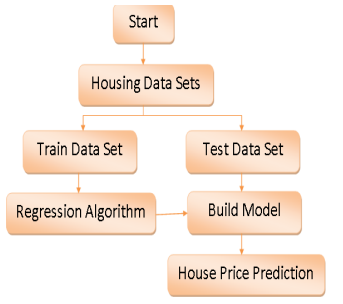 Start
Housing Data Sets
Train Data Set
Test Data Set
Regression Algorithm
Build Model
House Price Prediction